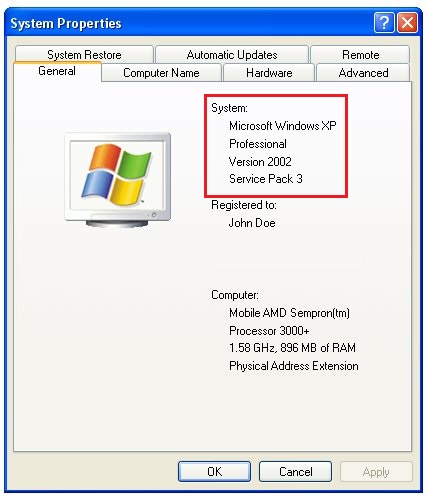 System Properties
System Restore
Automatic Updates
Remote
General
Computer Name
Hardware
Advanced
System:
Microsoft Windows XP
Professional
Version 2002
Service Pack 3
Registered to:
John Doe
Computer:
Mobile AMD Sempron(tm)
Processor 3000+
1.58 GHz, 896 MB of RAM
Physical Address Extension
OK
Cancel
Apply